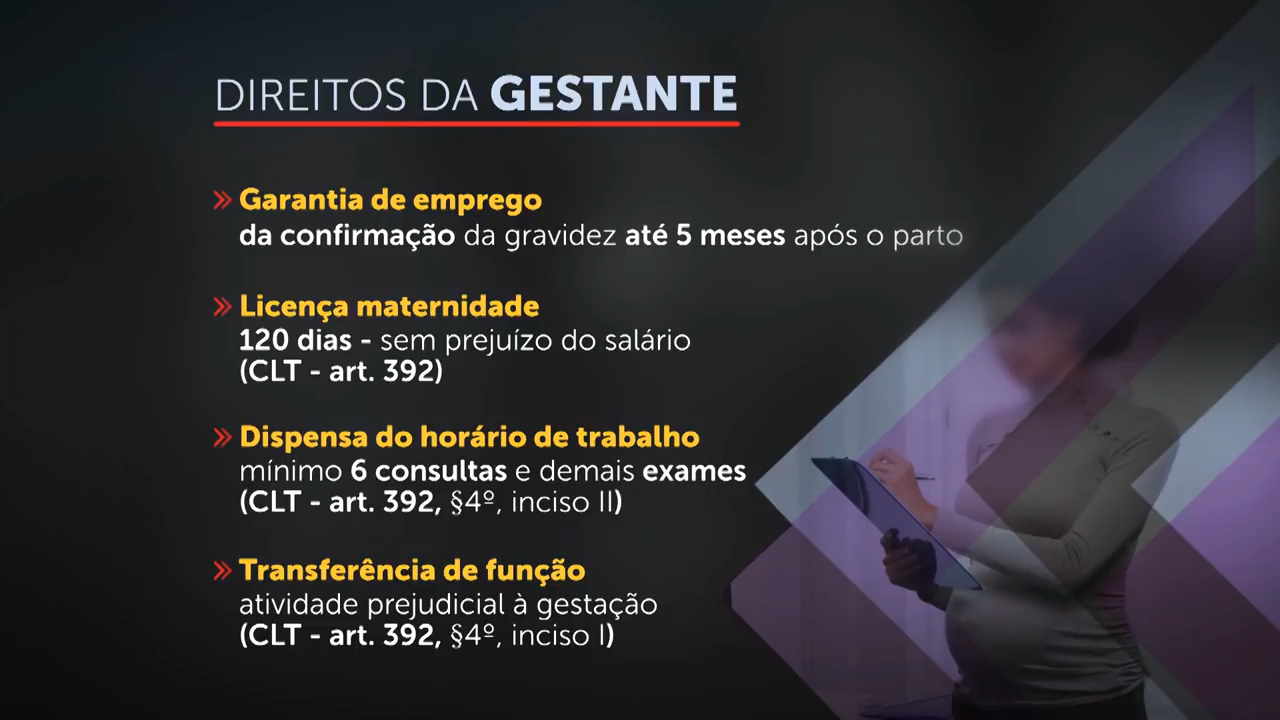 DIREITOS DA GESTANTE
» Garantia de emprego
da confirmação da gravidez até 5 meses após o parto
» Licença maternidade
120 dias - sem prejuízo do salário
(CLT - art. 392)
» Dispensa do horário de trabalho
mínimo 6 consultas e demais exames
(CLT - art. 392, §4º, inciso II)
» Transferência de função
atividade prejudicial à gestação
(CLT - art. 392, §4º, inciso I)